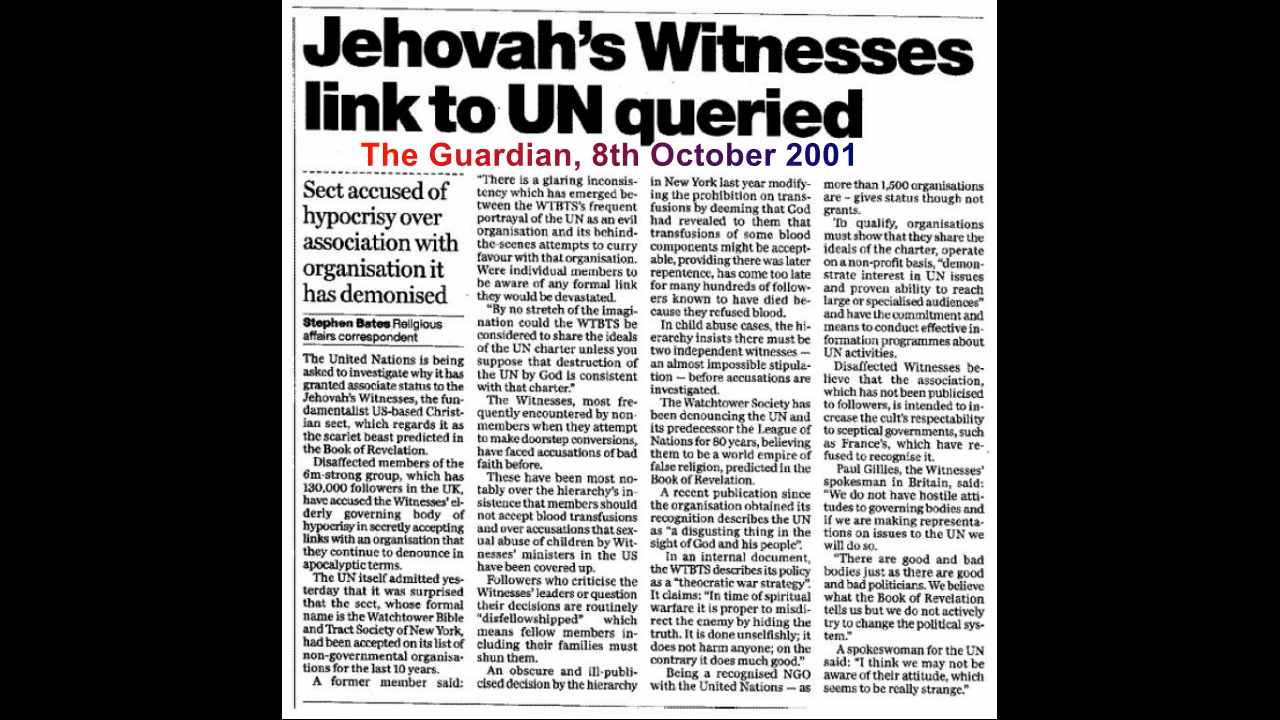 Jehovah's Witnesses
link to UN queried
The Guardian, 8th October 2001
Sect accused of
hypocrisy over
association with
organisation it
has demonised
Stephen Bates Religious
affairs correspondent
The United Nations is being
asked to investigate why it has
granted associate status to the
Jehovah's Witnesses, the fun-
damentalist US-based Christ-
ian sect, which regards it as
the scarlet beast predicted in
the Book of Revelation.
Disaffected members of the
6m-strong group, which has
130,000 followers in the UK,
have accused the Witnesses' el-
derly governing body of
hypocrisy in secretly accepting
links with an organisation that
they continue to denounce in
apocalyptic terms.
The UN itself admitted yes-
terday that it was surprised
that the sect, whose formal
name is the Watchtower Bible
and Tract Society of New York,
had been accepted on its list of
non-governmental organisa-
tions for the last 10 years.
A former member said:
"There is a glaring inconsis-
tency which has emerged be-
tween the WTBTS's frequent
portrayal of the UN as an evil
organisation and its behind-
the-scenes attempts to curry
favour with that organisation.
Were individual members to
be aware of any formal link
they would be devastated.
"By no stretch of the imagi-
nation could the WTBTS be
considered to share the ideals
of the UN charter unless you
suppose that destruction of
the UN by God is consistent
with that charter."
The Witnesses, most fre-
quently encountered by non-
members when they attempt
to make doorstep conversions,
have faced accusations of bad
faith before.
These have been most no-
tably over the hierarchy's in-
sistence that members should
not accept blood transfusions
and over accusations that sex-
ual abuse of children by Wit-
nesses' ministers in the US
have been covered up.
Followers who criticise the
Witnesses' leaders or question
their decisions are routinely
"disfellowshipped" which
means fellow members in-
cluding their families must
shun them.
An obscure and ill-publi-
cised decision by the hierarchy
in New York last year modify-
ing the prohibition on trans-
fusions by deeming that God
had revealed to them that
transfusions of some blood
components might be accept-
able, providing there was later
repentence, has come too late
for many hundreds of follow-
ers known to have died be-
cause they refused blood.
In child abuse cases, the hi-
erarchy insists there must be
two independent witnesses —
an almost impossible stipula-
tion — before accusations are
investigated.
The Watchtower Society has
been denouncing the UN and
its predecessor the League of
Nations for 80 years, believing
them to be a world empire of
false religion, predicted in the
Book of Revelation.
A recent publication since
the organisation obtained its
recognition describes the UN
as "a disgusting thing in the
sight of God and his people".
In an internal document,
the WTBTS describes its policy
as a "theocratic war strategy".
It claims: "In time of spiritual
warfare it is proper to misdi-
rect the enemy by hiding the
truth. It is done unselfishly; it
does not harm anyone; on the
contrary it does much good."
Being a recognised NGO
with the United Nations — as
more than 1,500 organisations
are – gives status though not
grants.
To qualify, organisations
must show that they share the
ideals of the charter, operate
on a non-profit basis, "demon-
strate interest in UN issues
and proven ability to reach
large or specialised audiences"
and have the commitment and
means to conduct effective in-
formation programmes about
UN activities.
Disaffected Witnesses be-
lieve that the association,
which has not been publicised
to followers, is intended to in-
crease the cult's respectability
to sceptical governments, such
as France's, which have re-
fused to recognise it.
Paul Gillies, the Witnesses'
spokesman in Britain, said:
"We do not have hostile atti-
tudes to governing bodies and
if we are making representa-
tions on issues to the UN we
will do so.
"There are good and bad
bodies just as there are good
and bad politicians. We believe
what the Book of Revelation
tells us but we do not actively
try to change the political sys-
tem."
A spokeswoman for the UN
said: "I think we may not be
aware of their attitude, which
seems to be really strange."